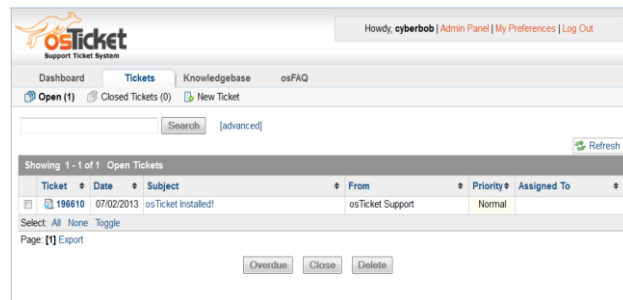 osTicket
Support Ticket System
Howdy, cyberbob | Admin Panel | My Preferences | Log Out
Dashboard Tickets Knowledgebase osFAQ
Open (1) Closed Tickets (0) New Ticket
Search [advanced]
Refresh
Showing 1 - 1 of 1 Open Tickets
Ticket Date Subject From Priority Assigned To
196610 07/02/2013 osTicket Installed! osTicket Support Normal
Select: All None Toggle
Page: [1] Export
Overdue Close Delete